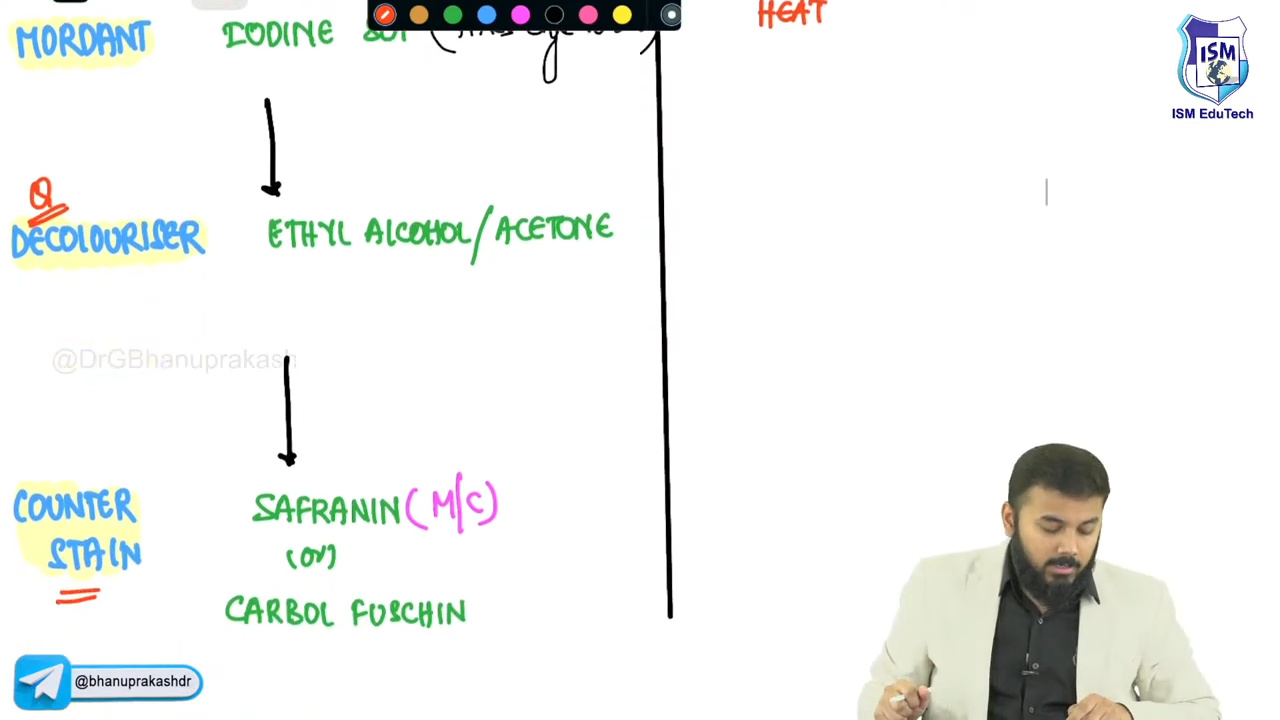 HEAT
MORDANT IODINE
ISM
ISM EduTech
Q
DECOLOURISER ETHYL ALCOHOL/ACETONE
@DrGBhanuprakash
COUNTER STAIN SAFRANIN (M/C)
(or)
CARBOL FUSCHIN
@bhanuprakashdr